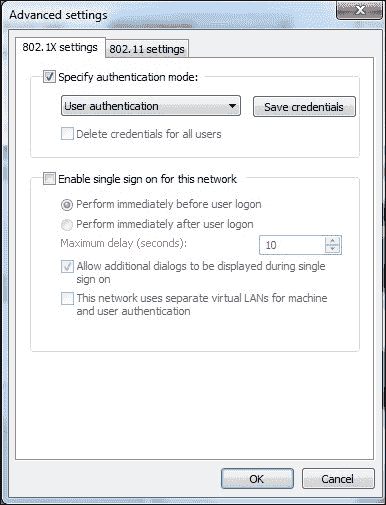 Advanced settings
802.1X settings
802.11 settings
Specify authentication mode:
User authentication
Save credentials
Delete credentials for all users
Enable single sign on for this network
Perform immediately before user logon
Perform immediately after user logon
Maximum delay (seconds):
10
Allow additional dialogs to be displayed during single
sign on
This network uses separate virtual LANs for machine
and user authentication
OK
Cancel